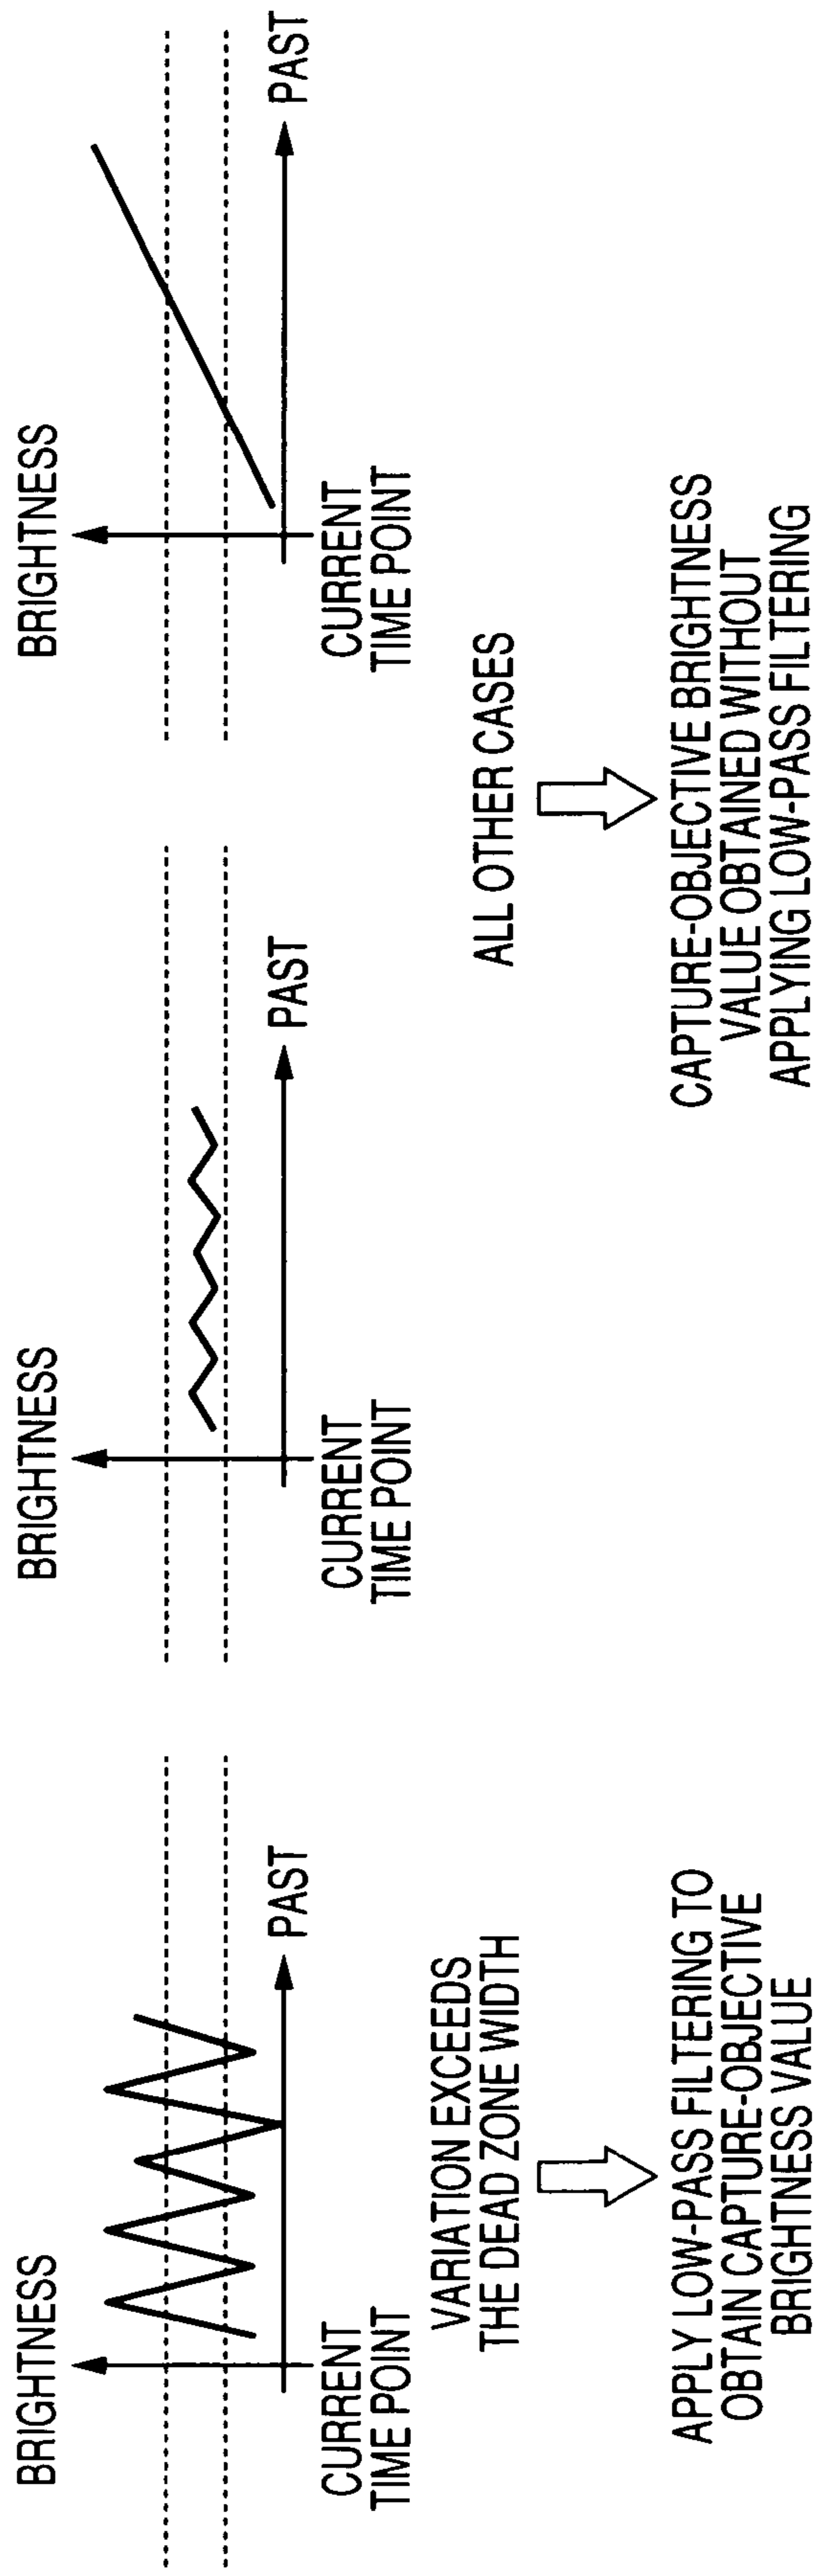 BRIGHTNESS
PAST
CURRENT
TIME POINT
VARIATION EXCEEDS
THE DEAD ZONE WIDTH
APPLY LOW-PASS FILTERING TO
OBTAIN CAPTURE-OBJECTIVE
BRIGHTNESS VALUE
BRIGHTNESS
PAST
CURRENT
TIME POINT
BRIGHTNESS
PAST
CURRENT
TIME POINT
ALL OTHER CASES
CAPTURE-OBJECTIVE BRIGHTNESS
VALUE OBTAINED WITHOUT
APPLYING LOW-PASS FILTERING